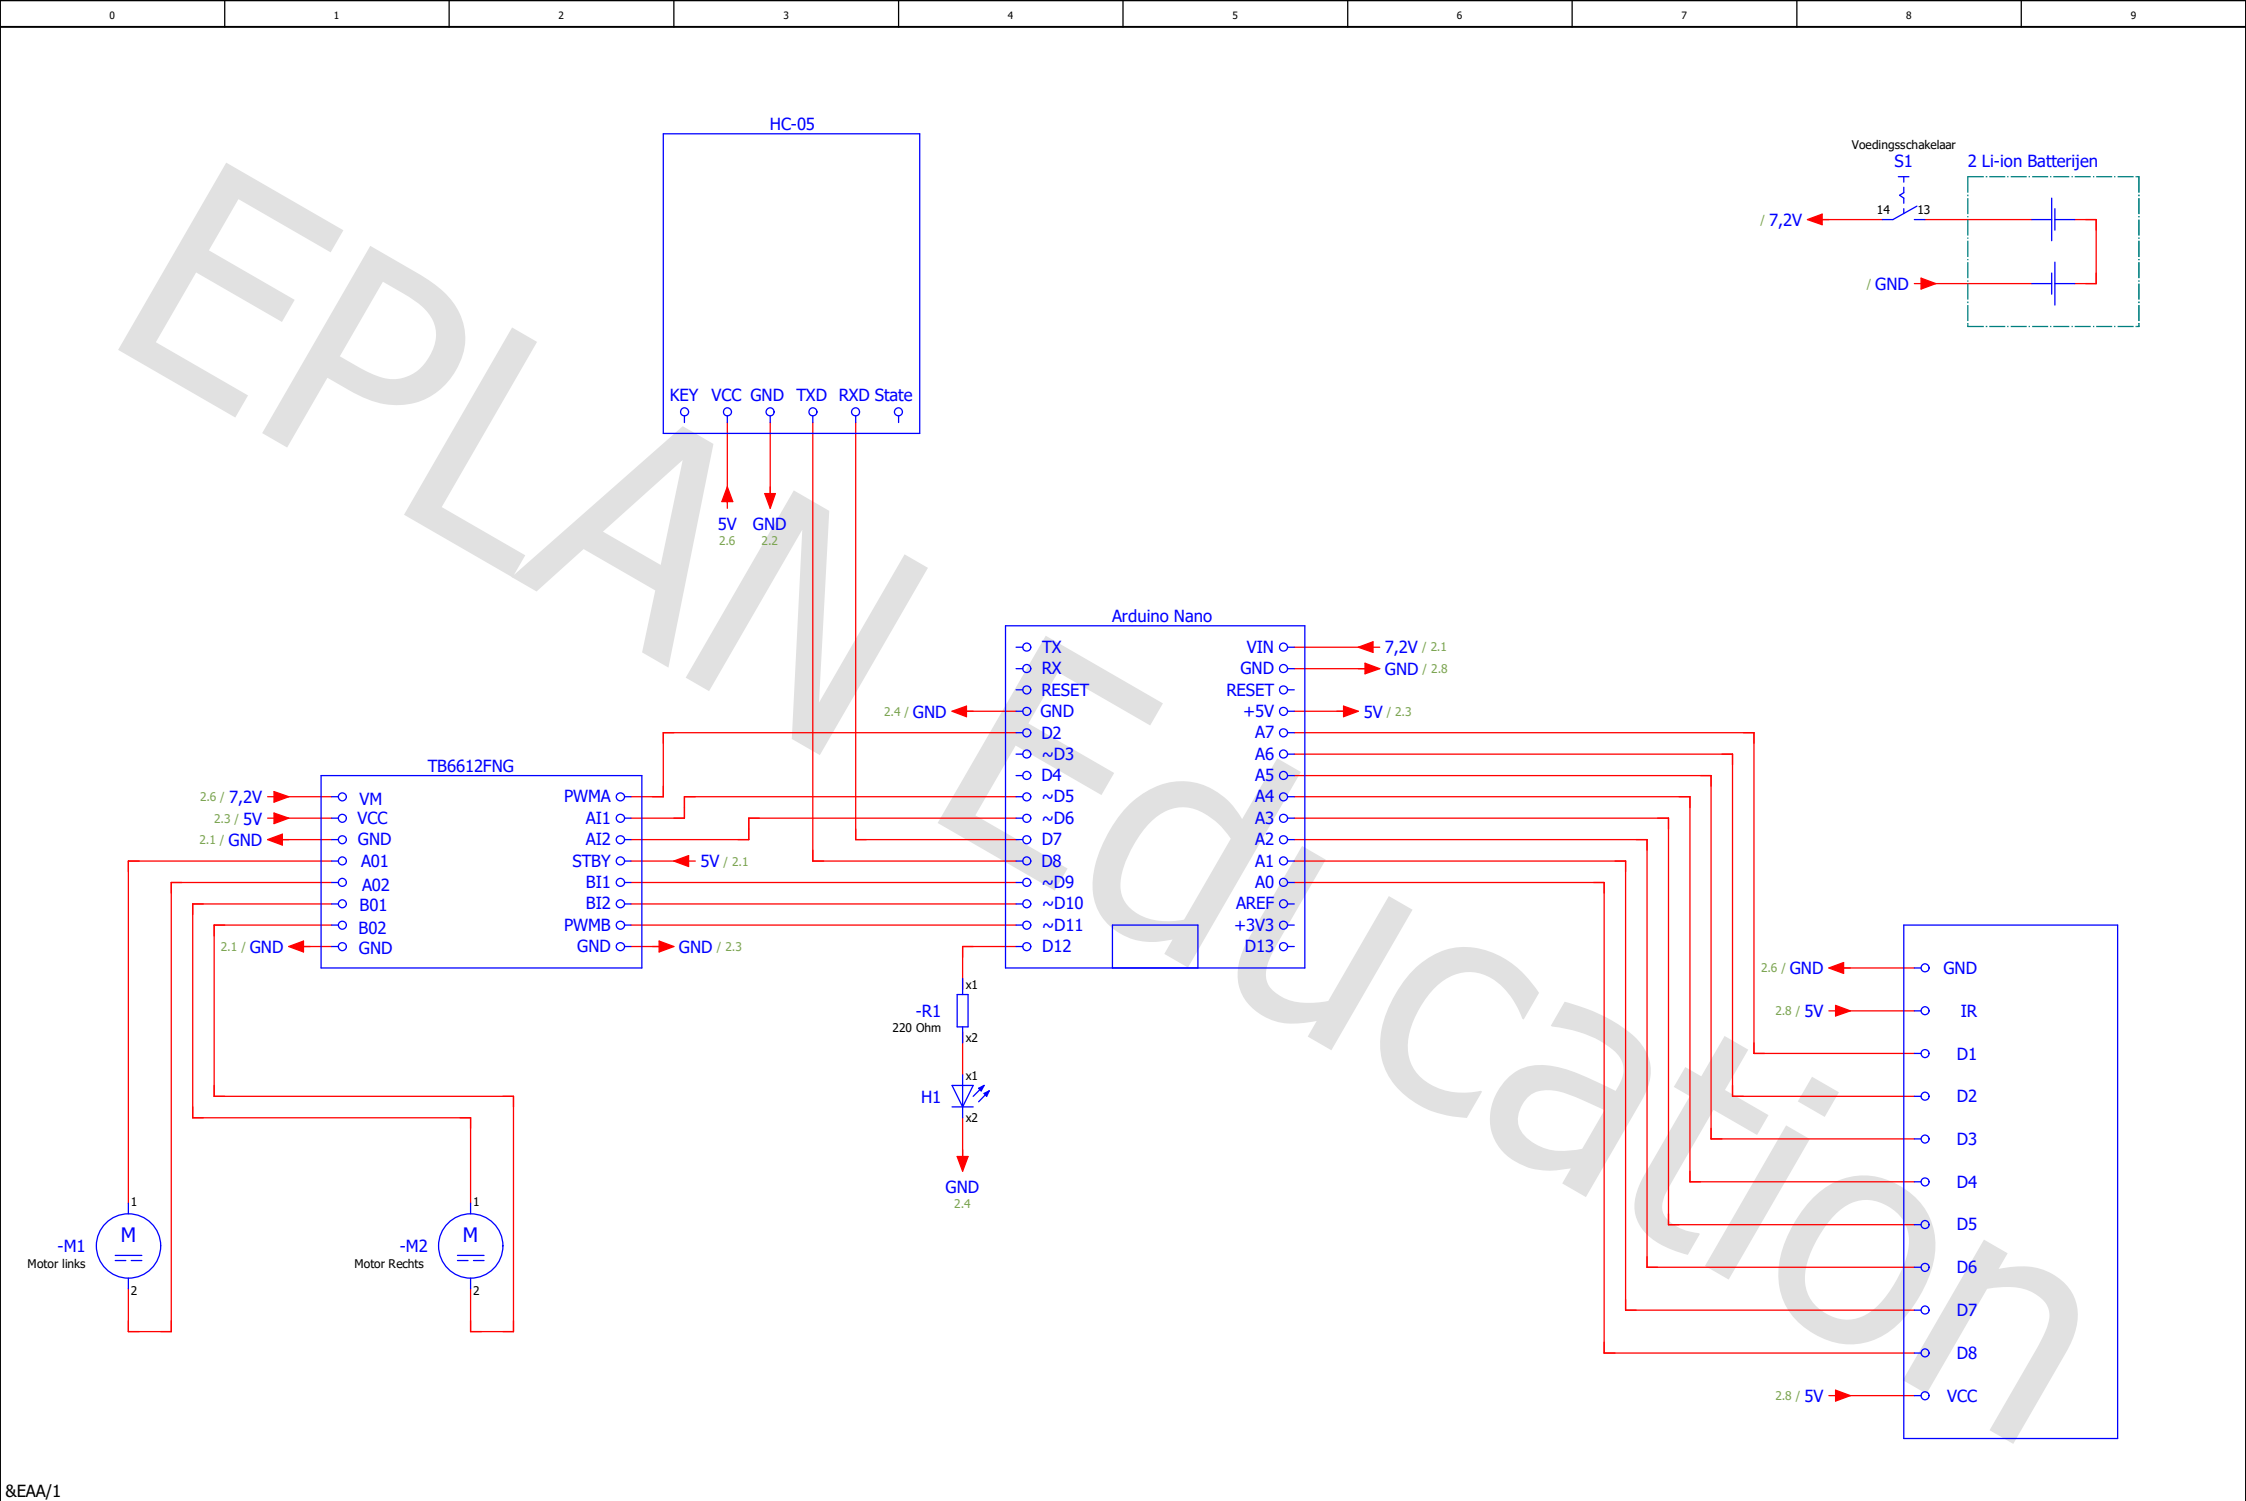 0 1 2 3 4 5 6 7 8 9
EPLAN Education
HC-05
KEY VCC GND TXD RXD State
5V GND
2.6 2.2
Voedingsschakelaar
S1
2 Li-ion Batterijen
14 13
/ 7,2V
/ GND
Arduino Nano
TX
RX
RESET
2.4 / GND
GND
D2
~D3
D4
~D5
~D6
D7
D8
~D9
~D10
~D11
D12
VIN
7,2V / 2.1
GND
GND / 2.8
RESET
+5V
5V / 2.3
A7
A6
A5
A4
A3
A2
A1
A0
AREF
+3V3
D13
TB6612FNG
2.6 / 7,2V
VM
2.3 / 5V
VCC
2.1 / GND
GND
A01
A02
B01
B02
2.1 / GND
GND
PWMA
AI1
AI2
STBY
5V / 2.1
BI1
BI2
PWMB
GND
GND / 2.3
x1
-R1
220 Ohm
x2
x1
H1
x2
GND
2.4
1
M
-M1
Motor links
2
1
M
-M2
Motor Rechts
2
2.6 / GND
GND
2.8 / 5V
IR
D1
D2
D3
D4
D5
D6
D7
D8
2.8 / 5V
VCC
&EAA/1